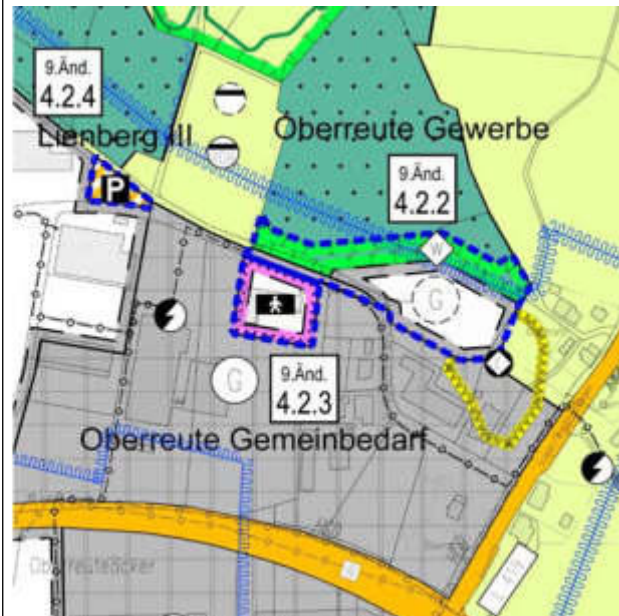 9.Änd.
4.2.4
Lienberg III
Oberreute Gewerbe
9.Änd.
4.2.2
P
W
G
9.Änd.
4.2.3
G
Oberreute Gemeinbedarf
Oberreuteäcker